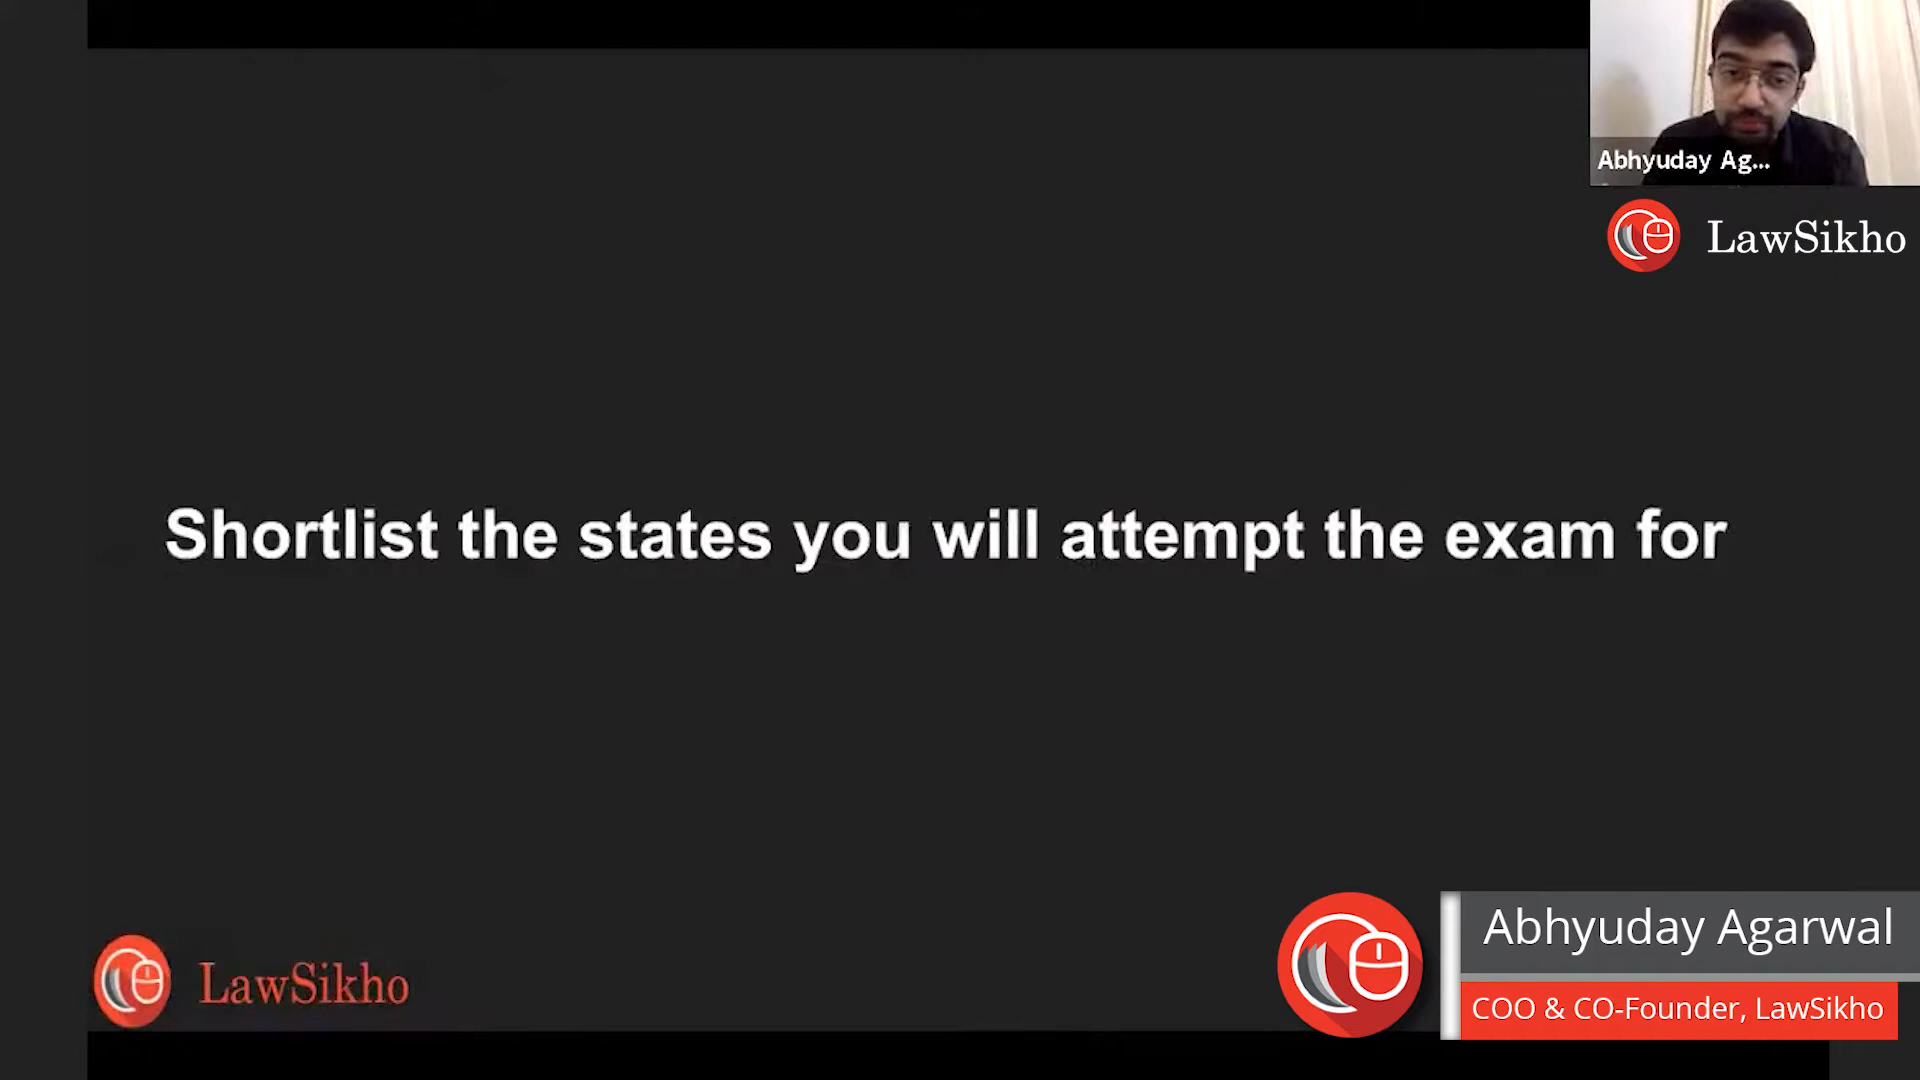 Abhyuday Ag...
LawSikho
Shortlist the states you will attempt the exam for
LawSikho
Abhyuday Agarwal
COO & CO-Founder, LawSikho